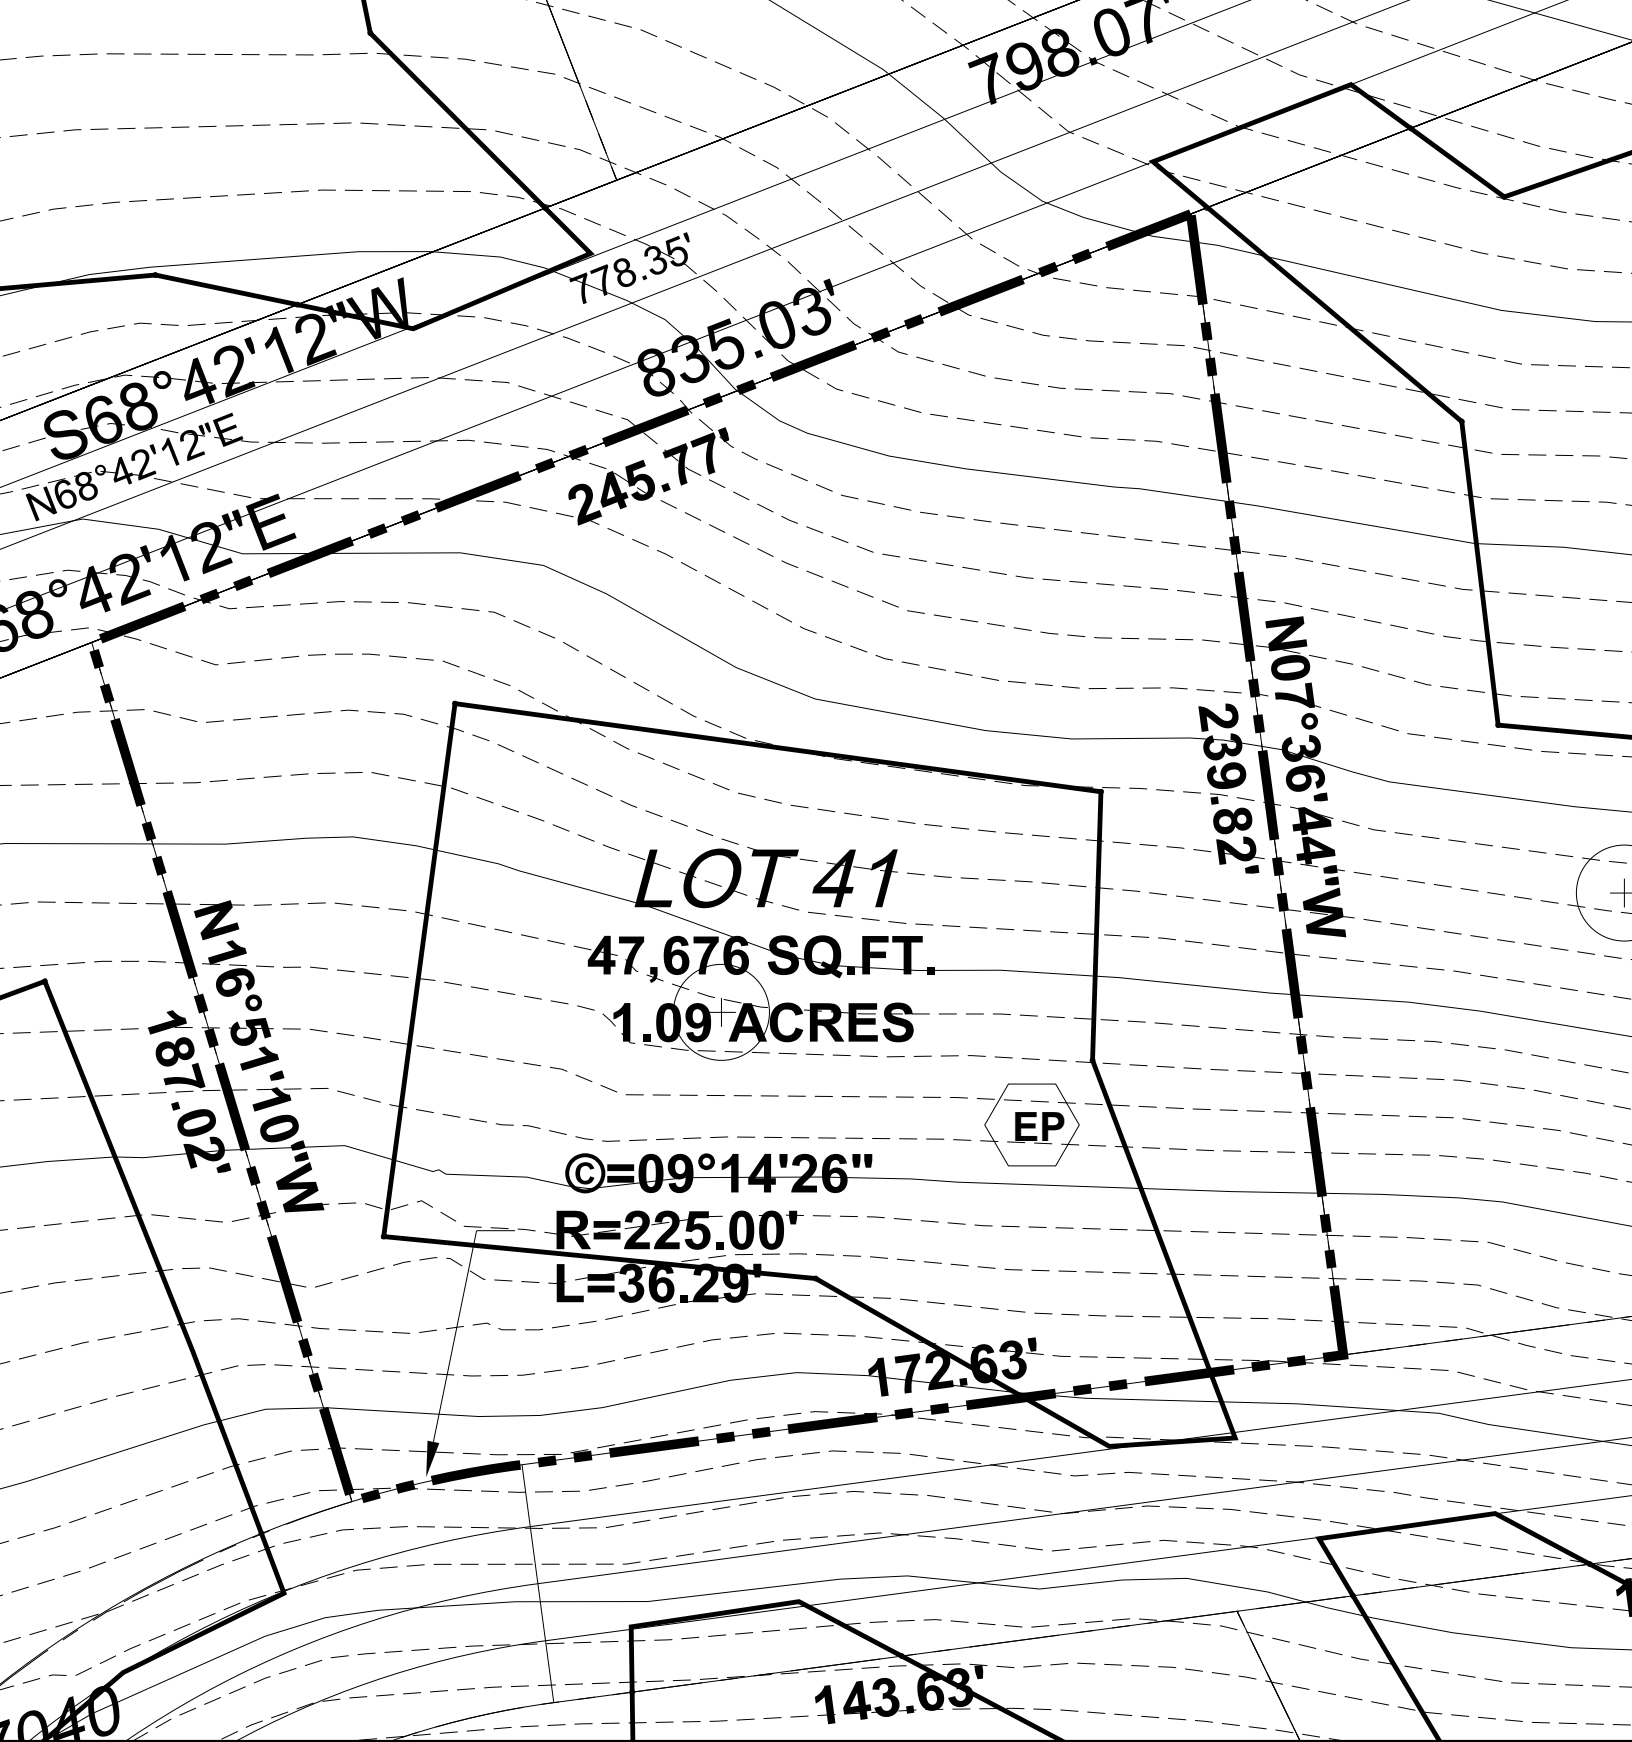 798.07'
778.35'
835.03'
S68°42'12"W
N68°42'12"E
68°42'12"E
245.77'
N07°36'44"W
239.82'
LOT 41
47,676 SQ.FT.
1.09 ACRES
N16°51'10"W
187.02'
EP
©=09°14'26"
R=225.00'
L=36.29'
172.63'
143.63'
7040
1